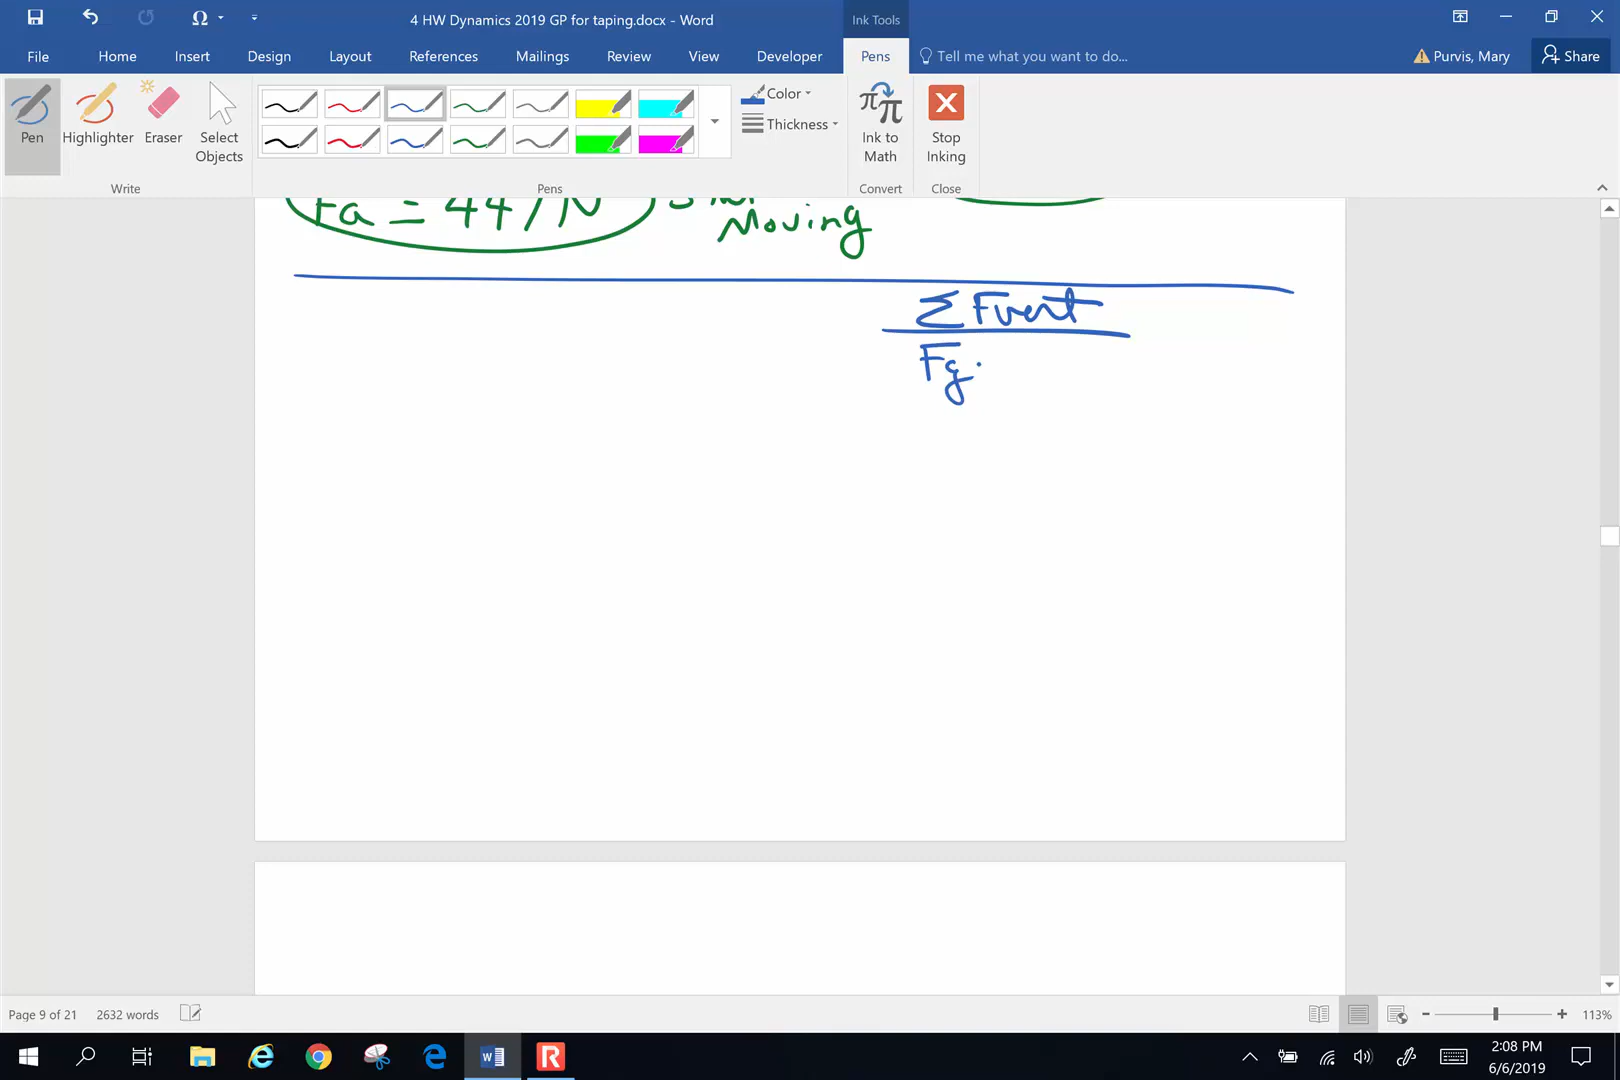 4 HW Dynamics 2019 GP for taping.docx - Word
Ink Tools
File Home Insert Design Layout References Mailings Review View Developer Pens Tell me what you want to do... Purvis, Mary Share
Pen Highlighter Eraser Select Objects
Color
Thickness
Ink to Math
Stop Inking
Write Pens Convert Close
Fa = 447N
Moving
Σ Fvert
Fg
Page 9 of 21 2632 words 113%
2:08 PM
6/6/2019